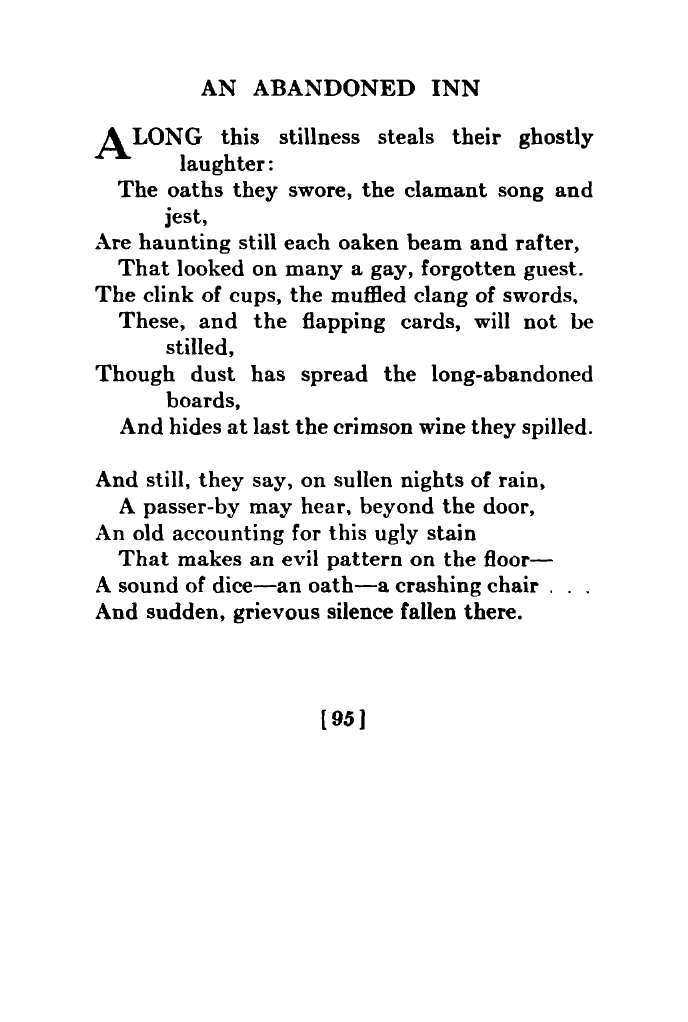 AN ABANDONED INN
ALONG this stillness steals their ghostly
laughter:
The oaths they swore, the clamant song and
jest,
Are haunting still each oaken beam and rafter,
That looked on many a gay, forgotten guest.
The clink of cups, the muffled clang of swords,
These, and the flapping cards, will not be
stilled,
Though dust has spread the long-abandoned
boards,
And hides at last the crimson wine they spilled.
And still, they say, on sullen nights of rain,
A passer-by may hear, beyond the door,
An old accounting for this ugly stain
That makes an evil pattern on the floor—
A sound of dice—an oath—a crashing chair . . .
And sudden, grievous silence fallen there.
[95]